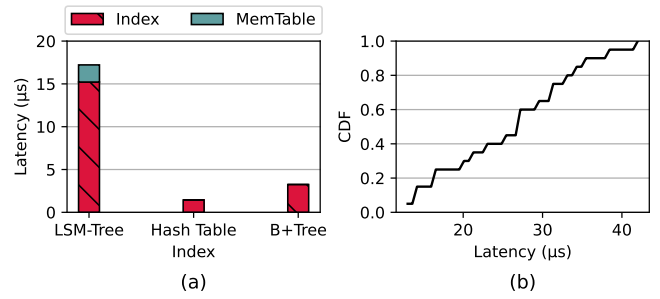 Index MemTable
20
15
10
5
0
Latency (μs)
LSM-Tree Hash Table B+Tree
Index
(a)
1.0
0.8
0.6
0.4
0.2
0.0
CDF
20 30 40
Latency (μs)
(b)